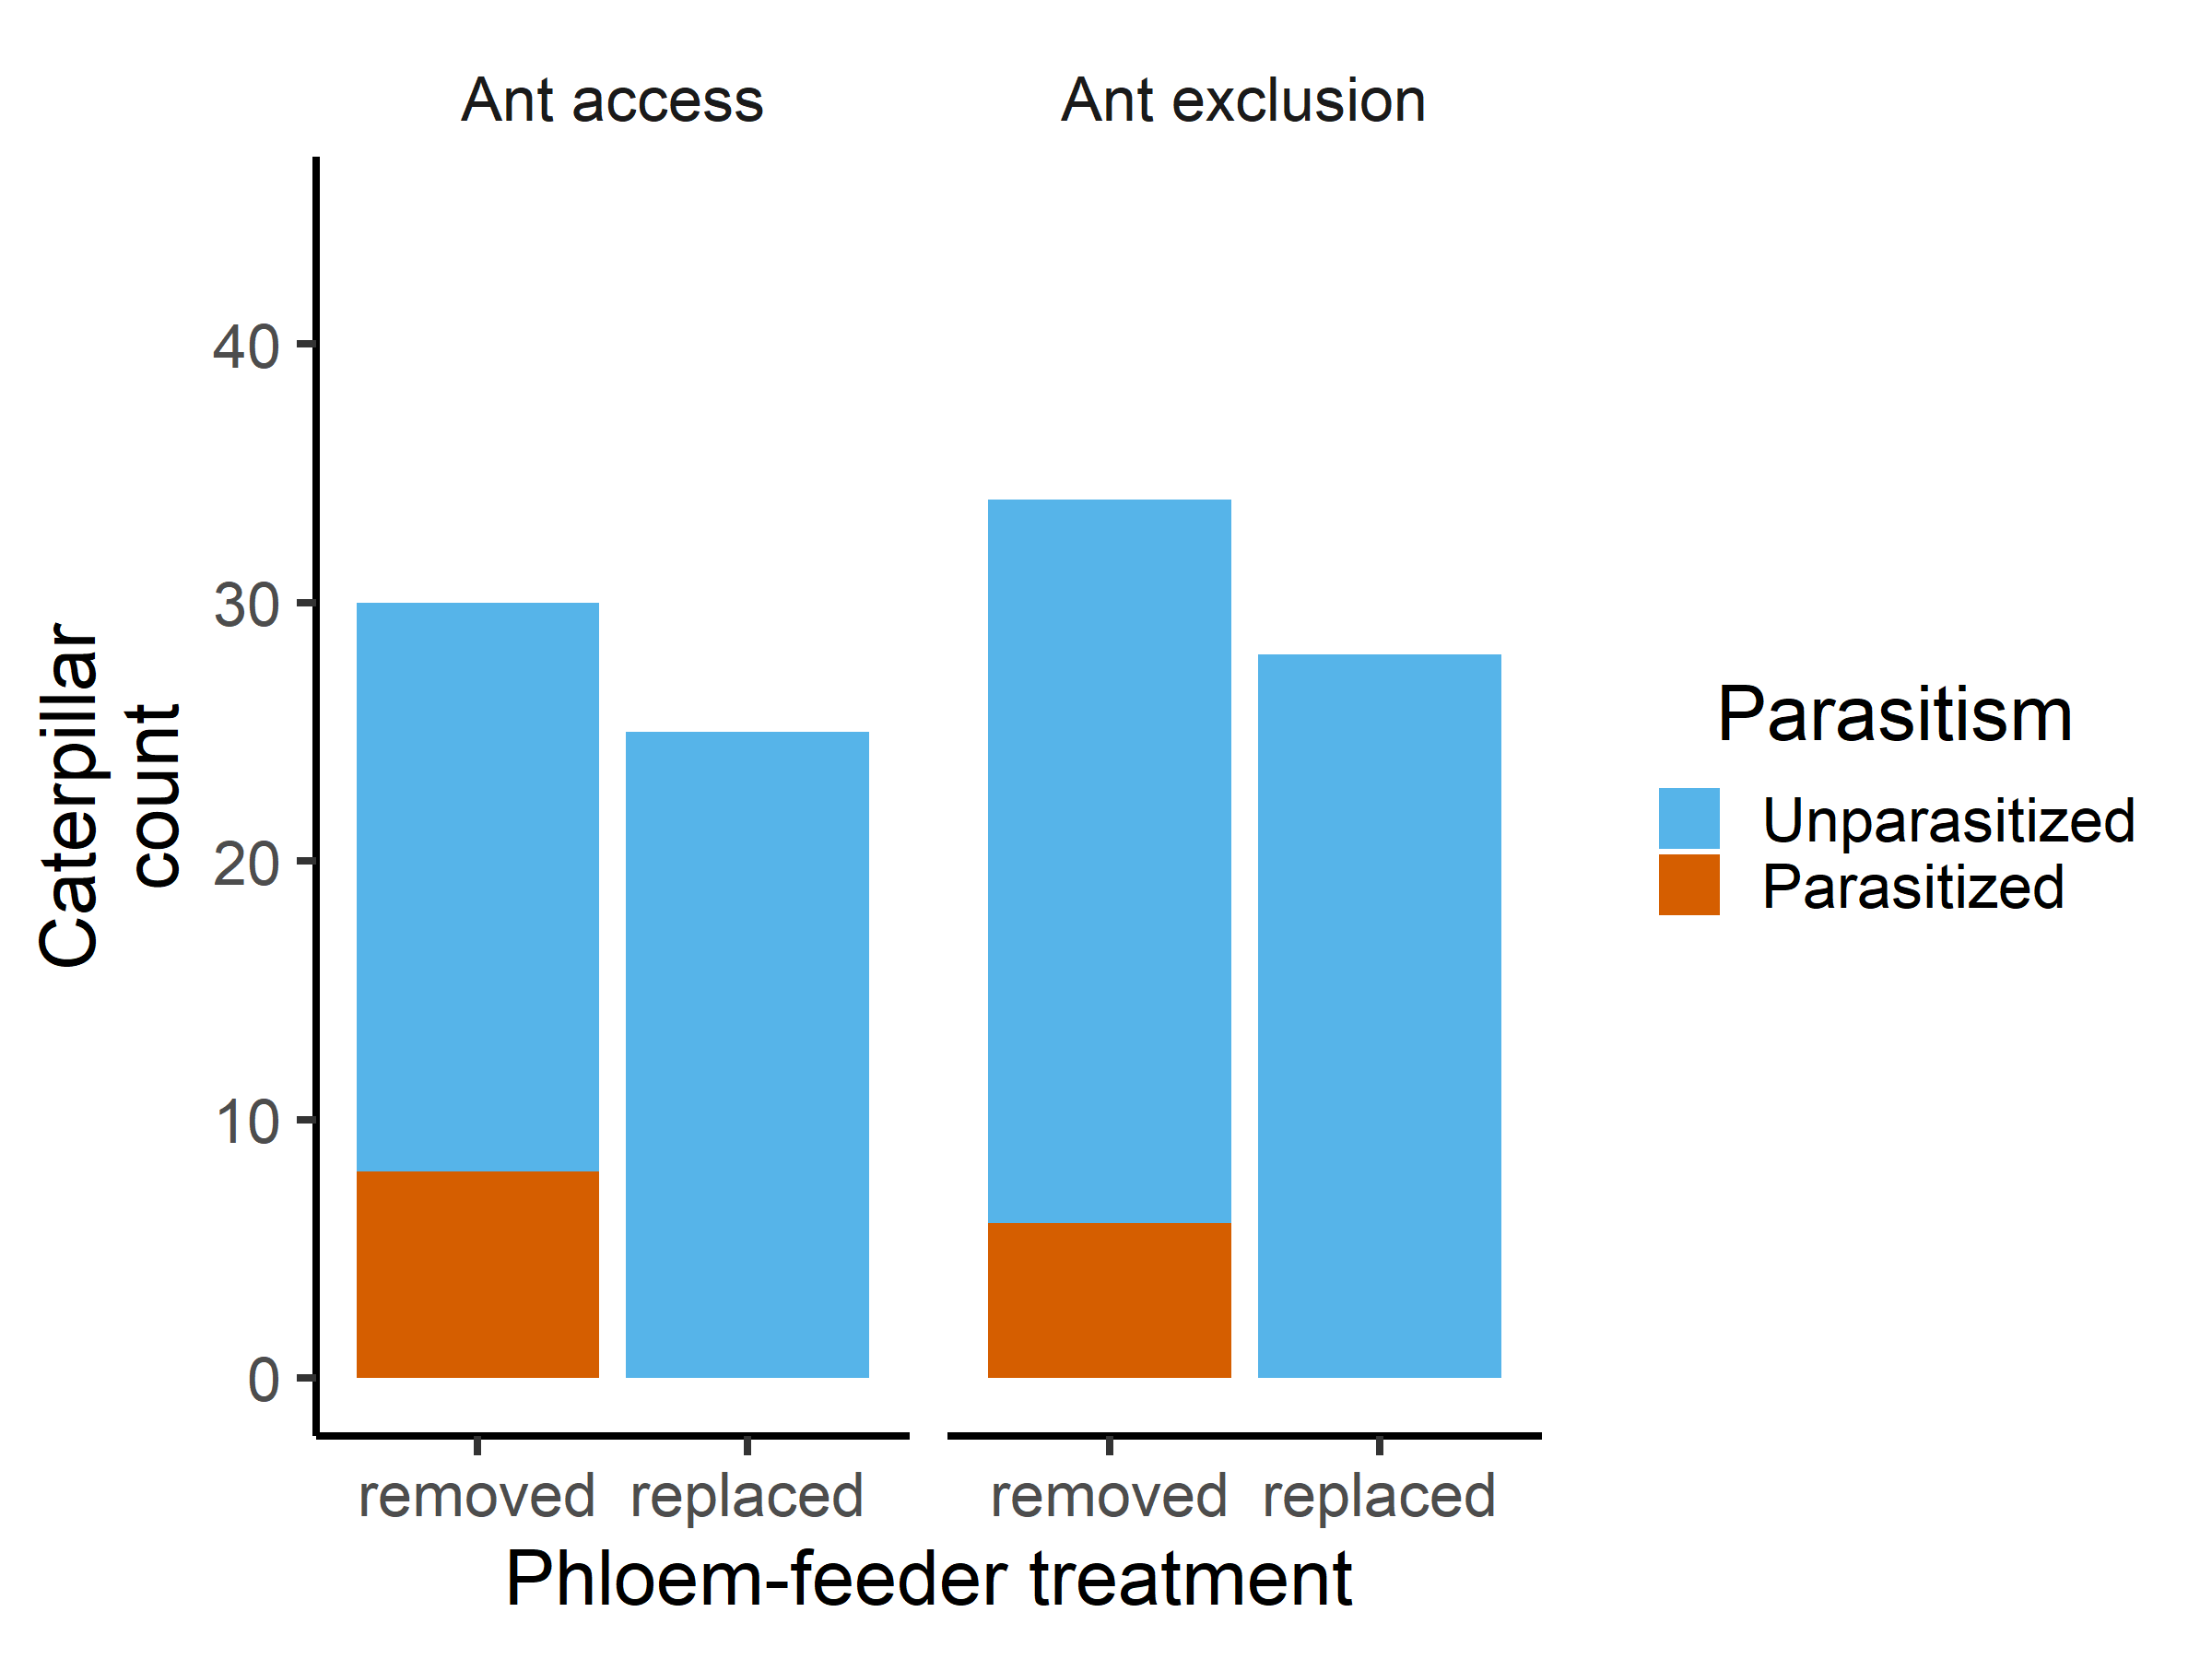 Ant access
Ant exclusion
Caterpillar
count
40
30
20
10
0
removed
replaced
removed
replaced
Phloem-feeder treatment
Parasitism
Unparasitized
Parasitized